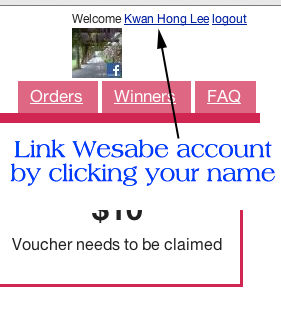 Welcome Kwan Hong Lee logout
f
Orders Winners FAQ
Link Wesabe account
by clicking your name
$10
Voucher needs to be claimed